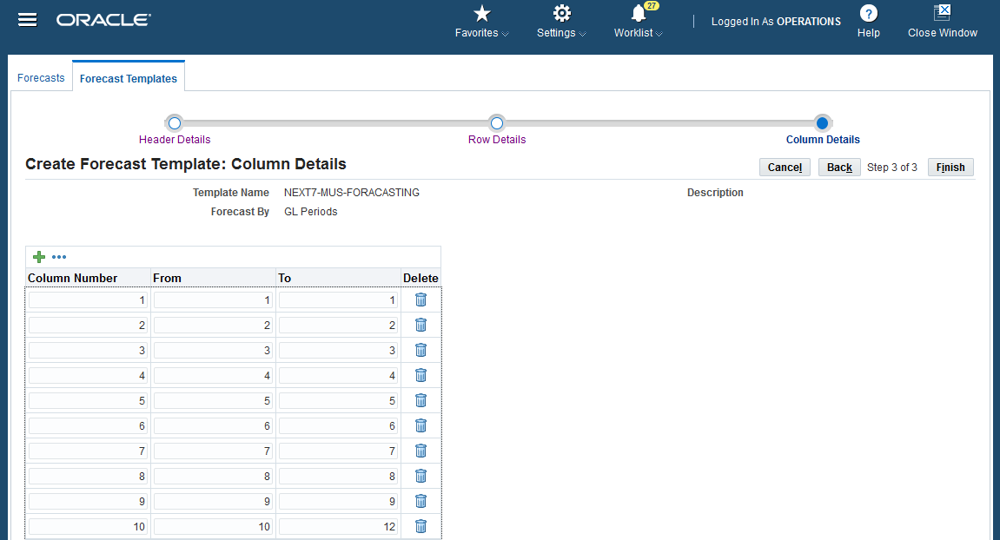 ORACLE
27
Favorites Settings Worklist Logged In As OPERATIONS ? Help Close Window
Forecasts Forecast Templates
Header Details Row Details Column Details
Create Forecast Template: Column Details Cancel Back Step 3 of 3 Finish
Template Name NEXT7-MUS-FORACASTING Description
Forecast By GL Periods
Column Number From To Delete
1 1 1
2 2 2
3 3 3
4 4 4
5 5 5
6 6 6
7 7 7
8 8 8
9 9 9
10 10 12